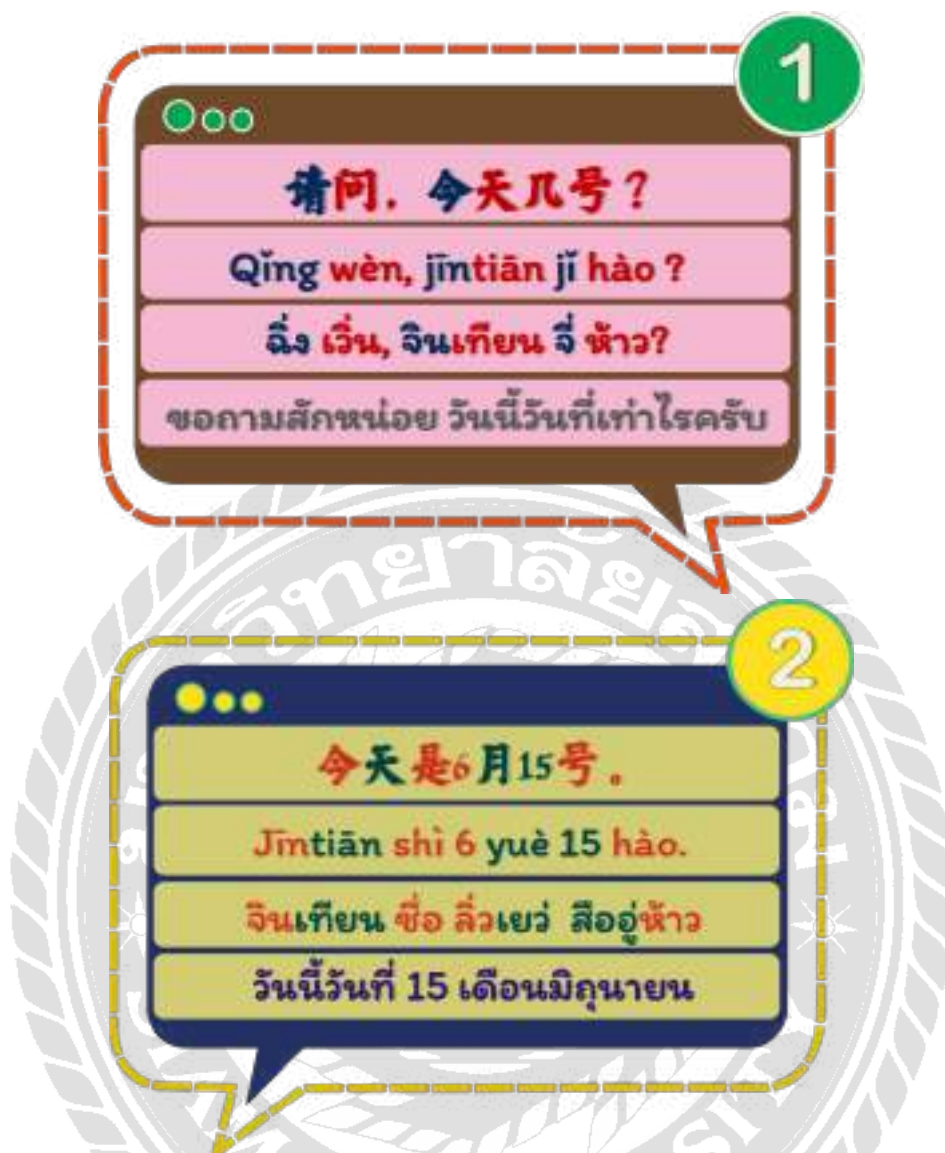 1
请问. 今天几号？
Qǐng wèn, jīntiān jǐ hào ?
ฉิ่ง เวิ่น, จินเทียน จี่ ห้าว?
ขอถามสักหน่อย วันนี้วันที่เท่าไรครับ
2
今天是6月15号。
Jīntiān shì 6 yuè 15 hào.
จินเทียน ซื่อ ลิ่วเยว่ สืออู่ห้าว
วันนี้วันที่ 15 เดือนมิถุนายน